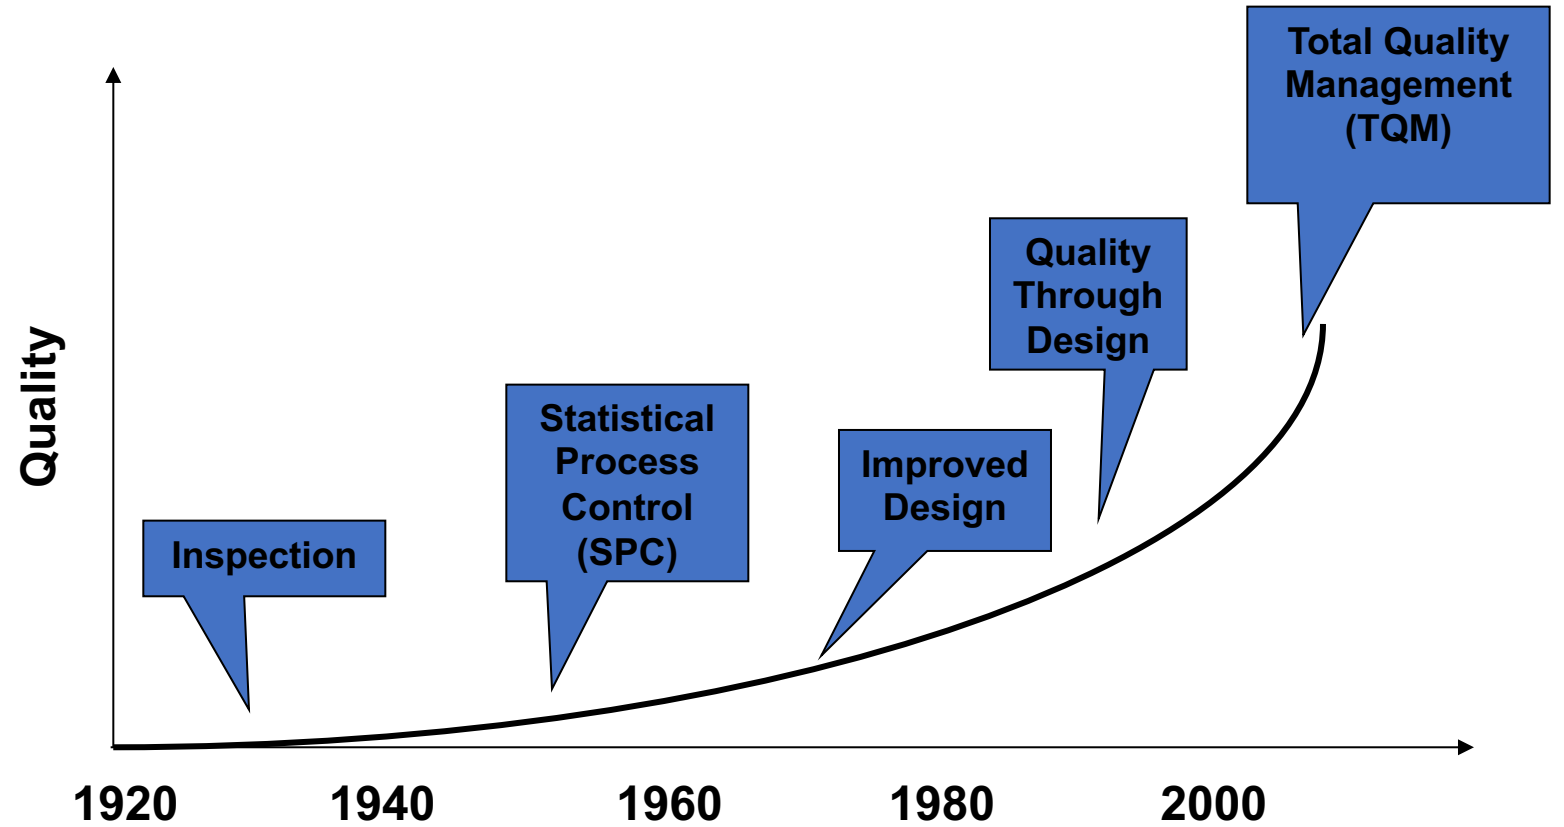 Total Quality
Management
(TQM)
Quality
Through
Design
Statistical
Process
Control
(SPC)
Improved
Design
Inspection
Quality
1920 1940 1960 1980 2000